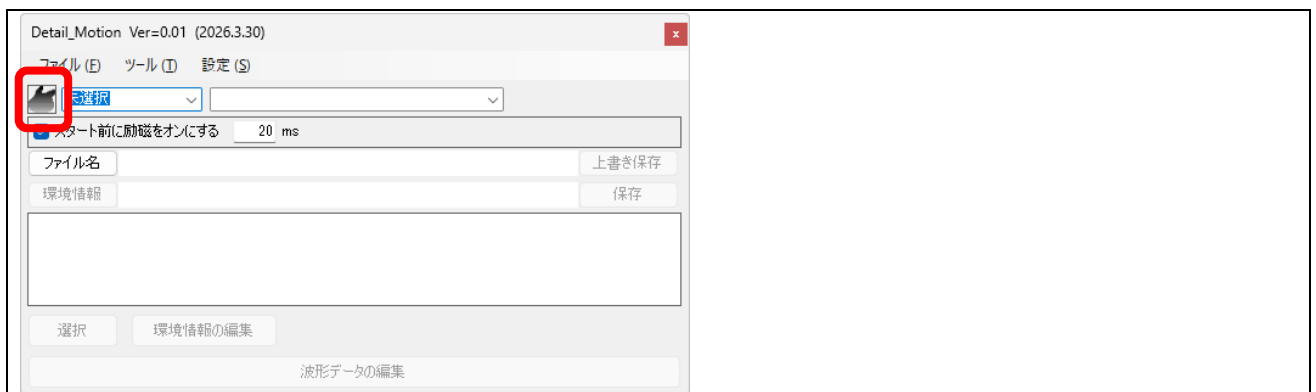 Detail_Motion Ver=0.01 (2026.3.30)
x
ファイル(F) ツール(T) 設定(S)
未選択
スタート前に励磁をオンにする 20 ms
ファイル名 上書き保存
環境情報 保存
選択 環境情報の編集
波形データの編集